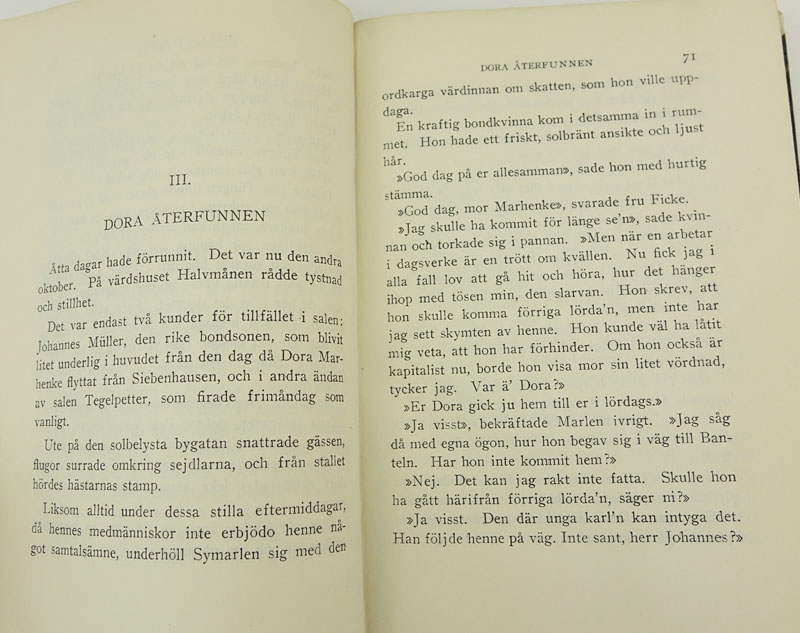 III.
DORA ÅTERFUNNEN
Åtta dagar hade förrunnit. Det var nu den andra
oktober. På värdshuset Halvmånen rådde tystnad
och stillhet.
Det var endast två kunder för tillfället i salen:
Johannes Müller, den rike bondsonen, som blivit
litet underlig i huvudet från den dag då Dora Mar-
henke flyttat från Siebenhausen, och i andra ändan
av salen Tegelpetter, som firade frimåndag som
vanligt.
Ute på den solbelysta bygatan snattrade gässen,
flugor surrade omkring sejdlarna, och från stallet
hördes hästarnas stamp.
Liksom alltid under dessa stilla eftermiddagar,
då hennes medmänniskor inte erbjödo henne nå-
got samtalsämne, underhöll Symarlen sig med den
DORA ÅTERFUNNEN 71
ordkarga värdinnan om skatten, som hon ville upp-
daga.
En kraftig bondkvinna kom i detsamma in i rum-
met. Hon hade ett friskt, solbränt ansikte och ljust
hår.
»God dag på er allesamman», sade hon med hurtig
stämma.
»God dag, mor Marhenke», svarade fru Ficke.
»Jag skulle ha kommit för länge se'n», sade kvin-
nan och torkade sig i pannan. »Men när en arbetar
i dagsverke är en trött om kvällen. Nu fick jag i
alla fall lov att gå hit och höra, hur det hänger
ihop med tösen min, den slarvan. Hon skrev, att
hon skulle komma förriga lörda'n, men inte har
jag sett skymten av henne. Hon kunde väl ha låtit
mig veta, att hon har förhinder. Om hon också är
kapitalist nu, borde hon visa mor sin litet vördnad,
tycker jag. Var ä' Dora?»
»Er Dora gick ju hem till er i lördags.»
»Ja visst», bekräftade Marlen ivrigt. »Jag såg
då med egna ögon, hur hon begav sig i väg till Ban-
teln. Har hon inte kommit hem?»
»Nej. Det kan jag rakt inte fatta. Skulle hon
ha gått härifrån förriga lörda'n, säger ni?»
»Ja visst. Den där unga karl'n kan intyga det.
Han följde henne på väg. Inte sant, herr Johannes?»